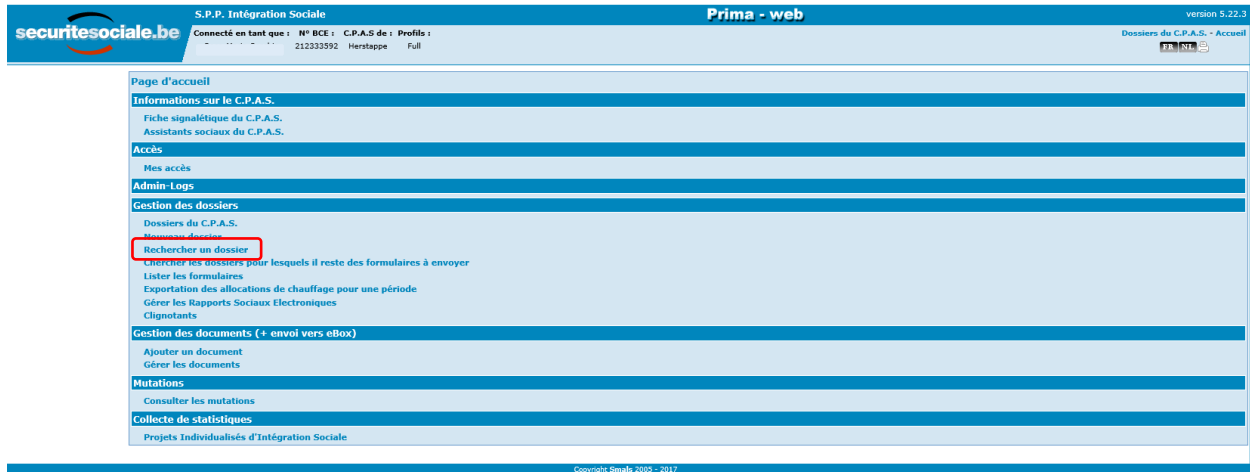 S.P.P. Intégration Sociale
Prima - web
version 5.22.3
securitesociale.be
Connecté en tant que : N° BCE : C.P.A.S de : Profils :
212333592 Herstappe Full
Dossiers du C.P.A.S. - Accueil
FR NL
Page d'accueil
Informations sur le C.P.A.S.
Fiche signalétique du C.P.A.S.
Assistants sociaux du C.P.A.S.
Accès
Mes accès
Admin-Logs
Gestion des dossiers
Dossiers du C.P.A.S.
Nouveau dossier
Rechercher un dossier
Chercher les dossiers pour lesquels il reste des formulaires à envoyer
Lister les formulaires
Exportation des allocations de chauffage pour une période
Gérer les Rapports Sociaux Electroniques
Clignotants
Gestion des documents (+ envoi vers eBox)
Ajouter un document
Gérer les documents
Mutations
Consulter les mutations
Collecte de statistiques
Projets Individualisés d'Intégration Sociale
Copyright Smals 2005 - 2017